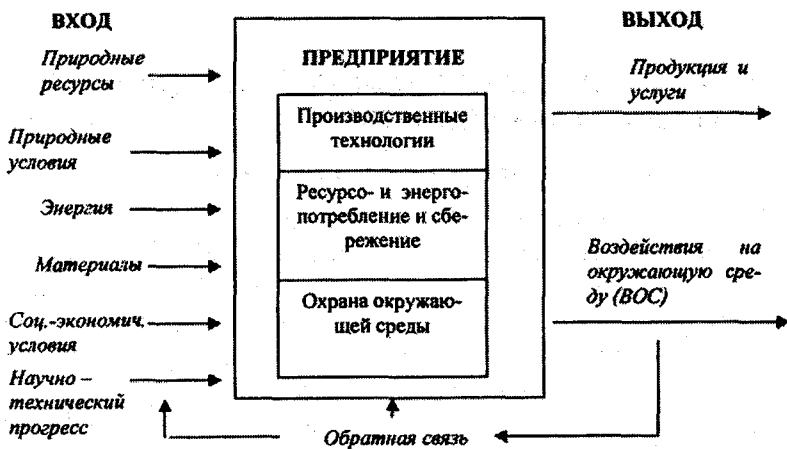 ВХОД
Природные
ресурсы
Природные
условия
Энергия
Материалы
Соц.-экономич.
условия
Научно –
технический
прогресс
ПРЕДПРИЯТИЕ
Производственные
технологии
Ресурсо- и энерго-
потребление и сбе-
режение
Охрана окружаю-
щей среды
ВЫХОД
Продукция и
услуги
Воздействия на
окружающую сре-
ду (ВОС)
Обратная связь